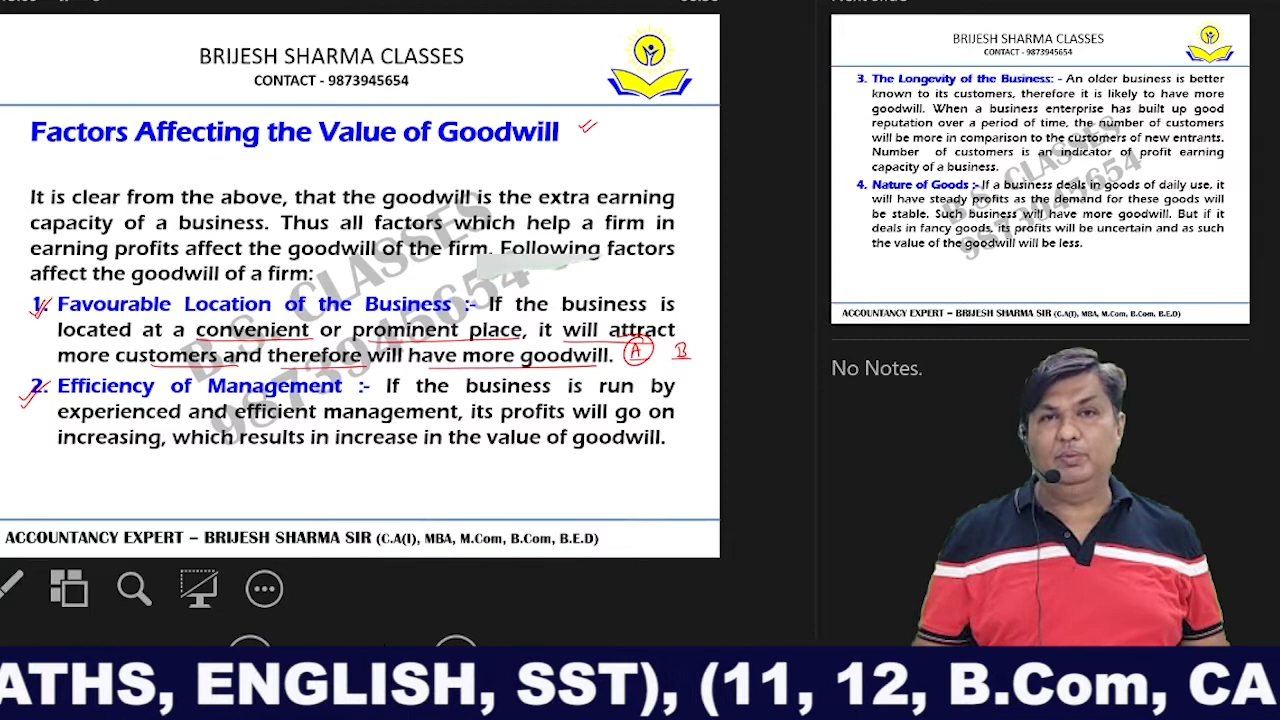 BRIJESH SHARMA CLASSES
CONTACT - 9873945654
Factors Affecting the Value of Goodwill
It is clear from the above, that the goodwill is the extra earning
capacity of a business. Thus all factors which help a firm in
earning profits affect the goodwill of the firm. Following factors
affect the goodwill of a firm:
1. Favourable Location of the Business :- If the business is
located at a convenient or prominent place, it will attract
more customers and therefore will have more goodwill. A B
2. Efficiency of Management :- If the business is run by
experienced and efficient management, its profits will go on
increasing, which results in increase in the value of goodwill.
B.S. CLASSES
9873945654
ACCOUNTANCY EXPERT – BRIJESH SHARMA SIR (C.A(I), MBA, M.Com, B.Com, B.E.D)
BRIJESH SHARMA CLASSES
CONTACT - 9873945654
3. The Longevity of the Business: - An older business is better
known to its customers, therefore it is likely to have more
goodwill. When a business enterprise has built up good
reputation over a period of time, the number of customers
will be more in comparison to the customers of new entrants.
Number of customers is an indicator of profit earning
capacity of a business.
4. Nature of Goods :- If a business deals in goods of daily use, it
will have steady profits as the demand for these goods will
be stable. Such business will have more goodwill. But if it
deals in fancy goods, its profits will be uncertain and as such
the value of the goodwill will be less.
B.S. CLASSES
9873947654
ACCOUNTANCY EXPERT – BRIJESH SHARMA SIR (C.A(I), MBA, M.Com, B.Com, B.E.D)
No Notes.
ATHS, ENGLISH, SST), (11, 12, B.Com, CA